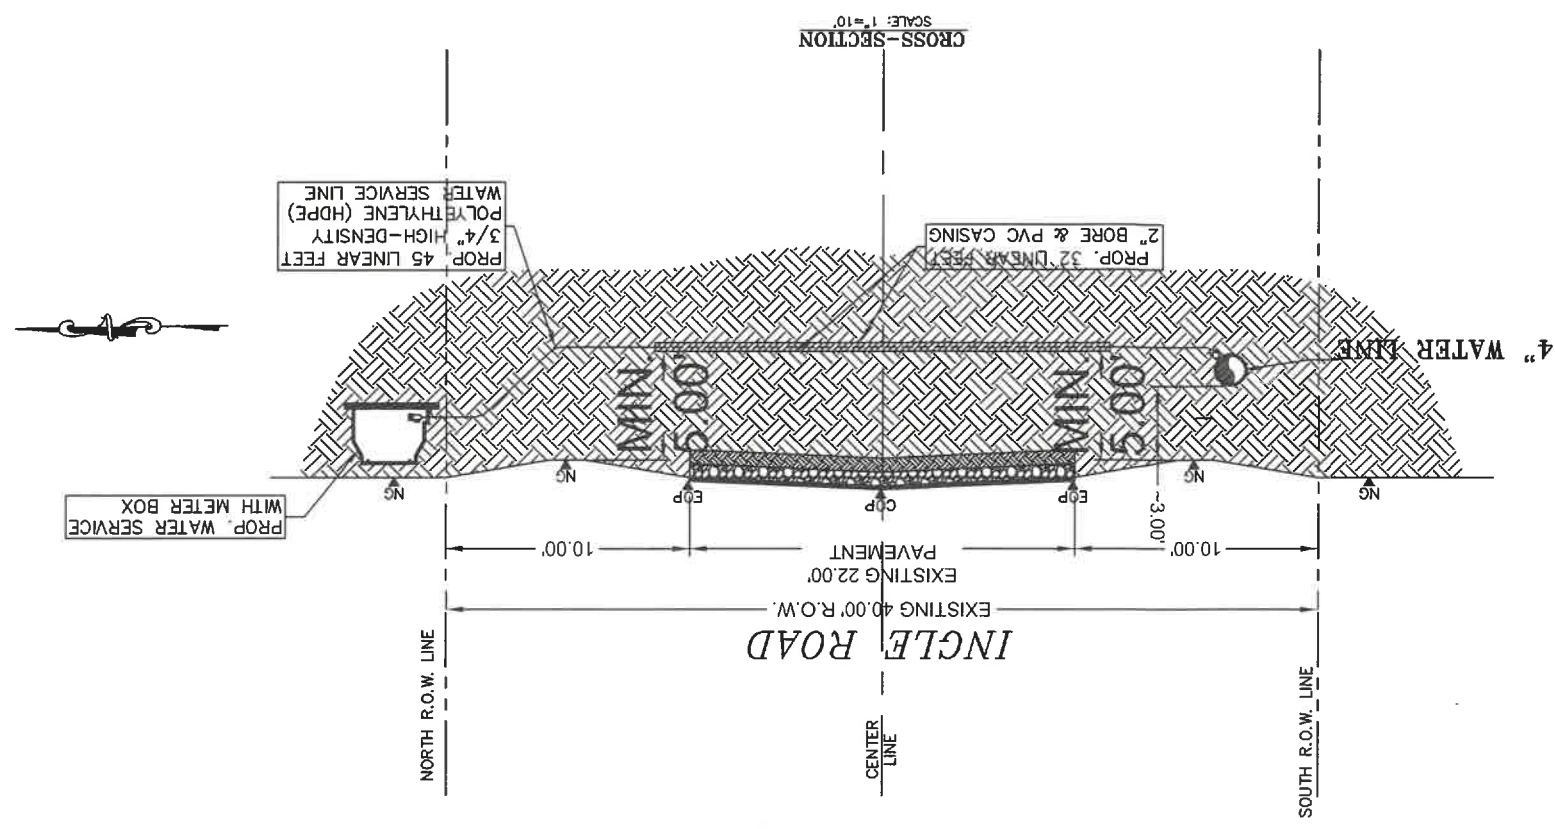 NORTH R.O.W. LINE
CENTER
LINE
SOUTH R.O.W. LINE
INGLE ROAD
EXISTING 40.00' R.O.W.
EXISTING 22.00'
PAVEMENT
10.00'
10.00'
~3.00'
PROP. WATER SERVICE
WITH METER BOX
NG
EOP
COP
EOP
NG
NG
NG
MIN.
5.00'
MIN.
5.00'
4" WATER LINE
PROP. 32 LINEAR FEET
2" BORE & PVC CASING
PROP 45 LINEAR FEET
3/4" HIGH-DENSITY
POLYETHYLENE (HDPE)
WATER SERVICE LINE
CROSS-SECTION
SCALE: 1"=10'